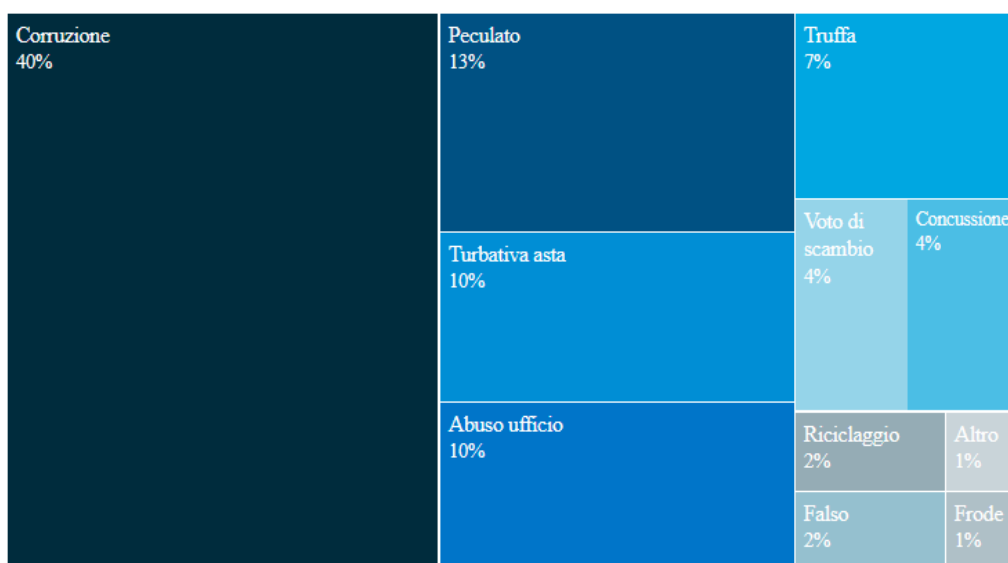 Corruzione
40%
Peculato
13%
Turbativa asta
10%
Abuso ufficio
10%
Truffa
7%
Voto di
scambio
4%
Concussione
4%
Riciclaggio
2%
Altro
1%
Falso
2%
Frode
1%